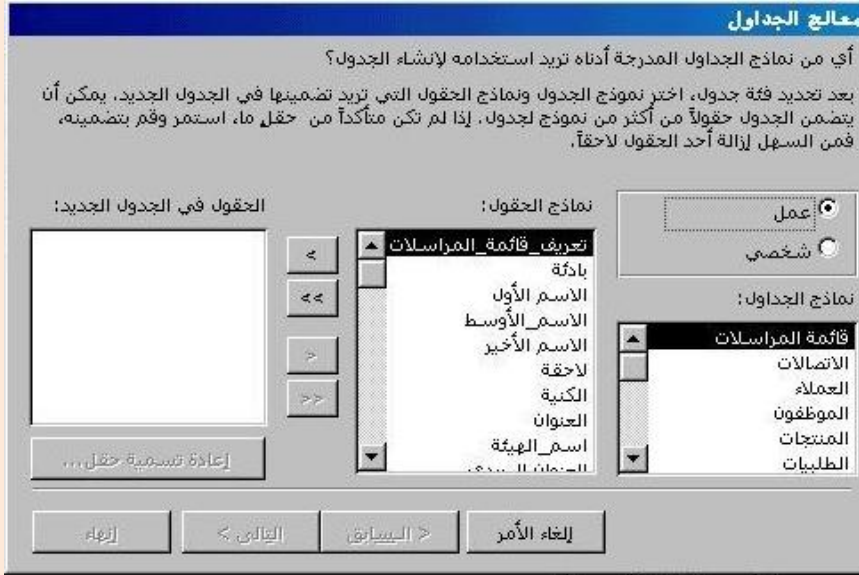 معالج الجداول
أي من نماذج الجداول المدرجة أدناه تريد استخدامه لإنشاء الجدول؟
بعد تحديد فئة جدول، اختر نموذج الجدول ونماذج الحقول التي تريد تضمينها في الجدول الجديد. يمكن أن
يتضمن الجدول حقولاً من أكثر من نموذج لجدول. إذا لم تكن متأكداً من حقل ما، استمر وقم بتضمينه،
فمن السهل إزالة أحد الحقول لاحقاً.
عمل
شخصي
نماذج الجداول:
قائمة المراسلات
الاتصالات
العملاء
الموظفون
المنتجات
الطلبيات
نماذج الحقول:
تعريف_قائمة_المراسلات
بادئة
الاسم الأول
الاسم_الأوسط
الاسم الأخير
لاحقة
الكنية
العنوان
اسم_الهيئة
الحقول في الجدول الجديد:
>
>>
<
<<
إعادة تسمية حقل...
إلغاء الأمر
< السابق
التالي >
إنهاء